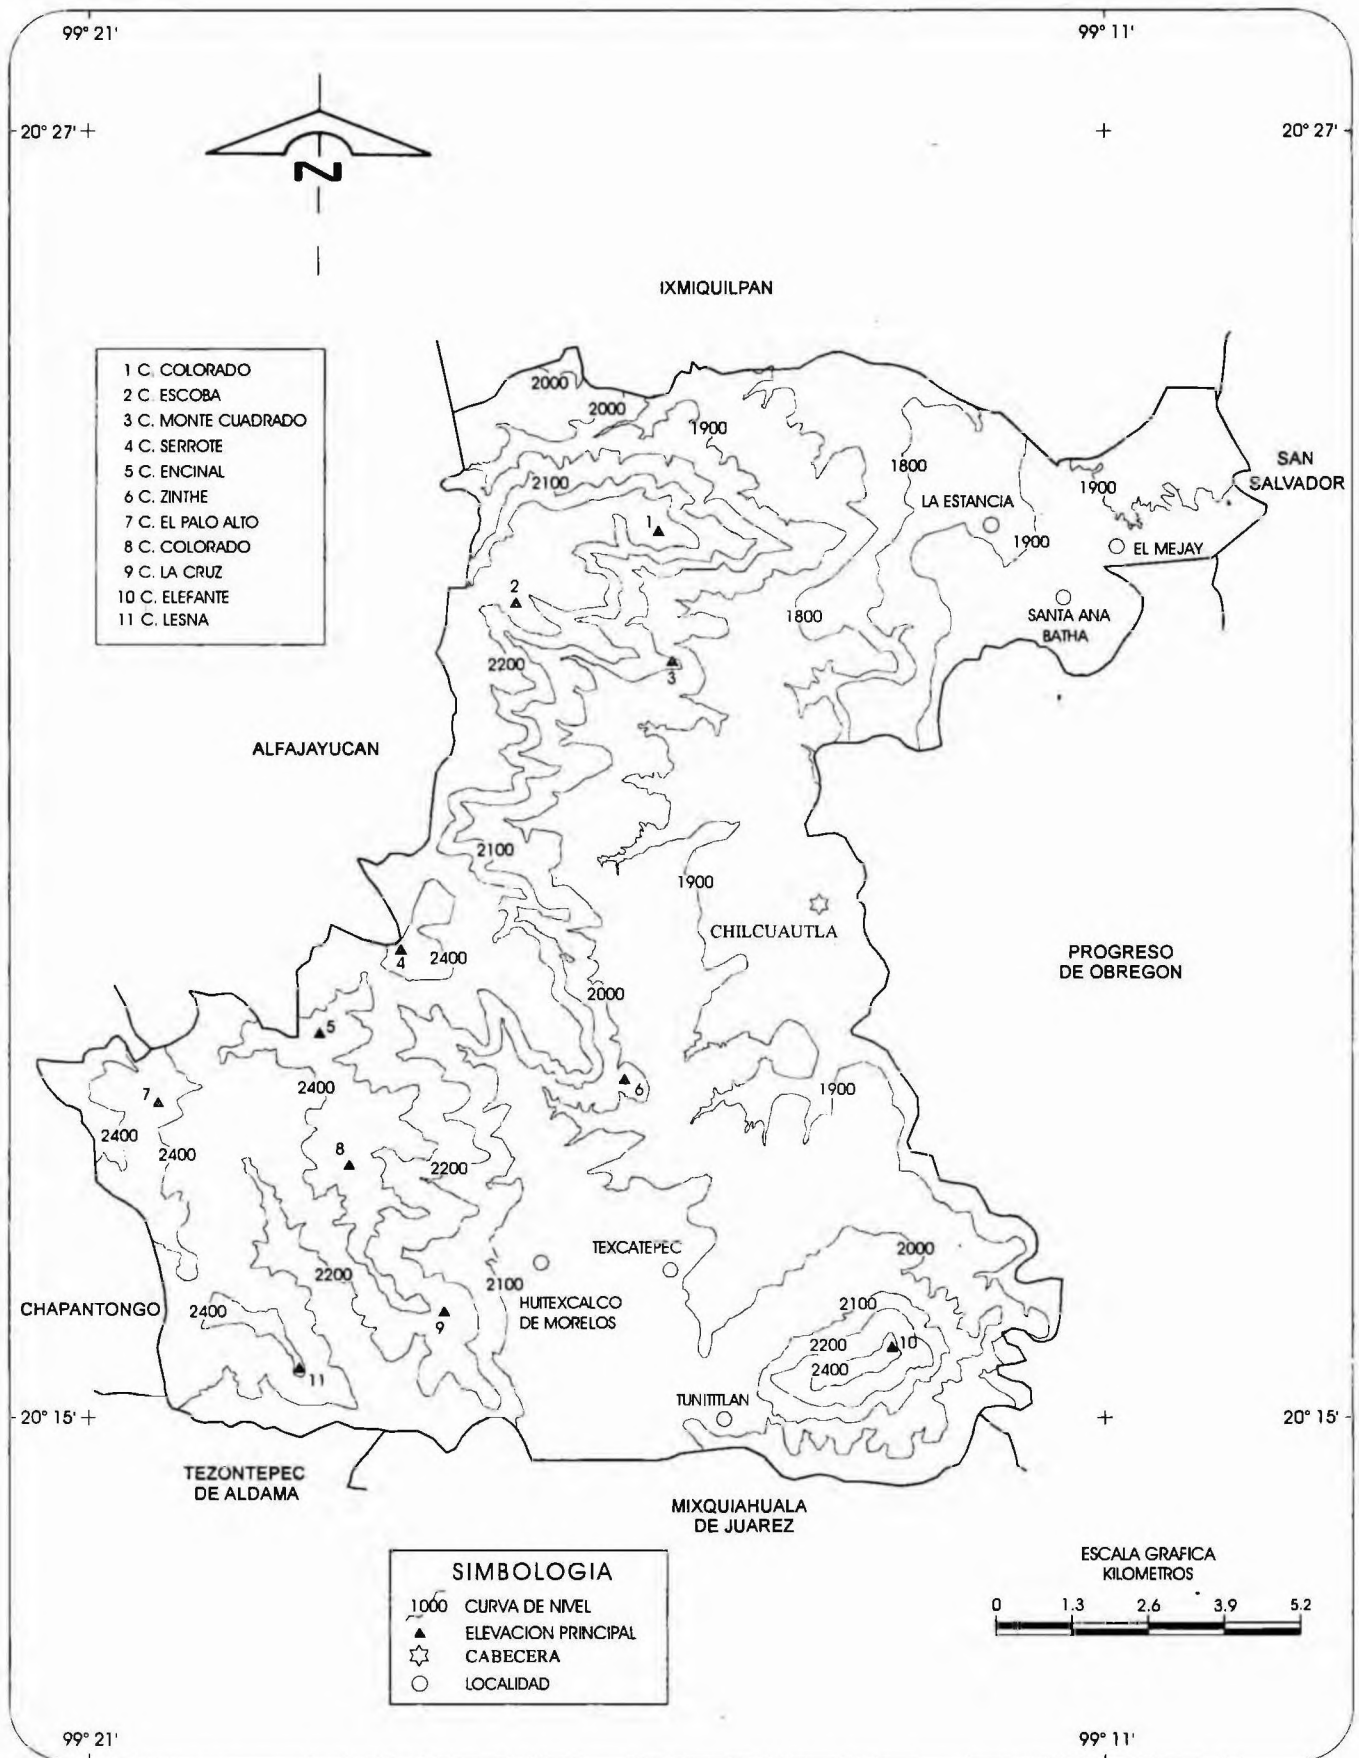 99° 21'
99° 11'
20° 27'
20° 27'
N
IXMIQUILPAN
1 C. COLORADO
2 C. ESCOBA
3 C. MONTE CUADRADO
4 C. SERROTE
5 C. ENCINAL
6 C. ZINTHE
7 C. EL PALO ALTO
8 C. COLORADO
9 C. LA CRUZ
10 C. ELEFANTE
11 C. LESNA
2000
2000
1900
1800
SAN
SALVADOR
2100
1900
LA ESTANCIA
1
1900
EL MEJAY
2
SANTA ANA
BATHA
1800
2200
3
ALFAJAYUCAN
2100
1900
CHILCUAUTLA
4
2400
PROGRESO
DE OBREGON
2000
5
2400
6
1900
7
2400
2400
8
2200
TEXCATEPEC
2000
2200
2100
HUITEXCALCO
DE MORELOS
CHAPANTONGO
2400
9
2100
2200
10
2400
11
TUNITITLAN
20° 15'
20° 15'
TEZONTEPEC
DE ALDAMA
MIXQUIAHUALA
DE JUAREZ
SIMBOLOGIA
1000 CURVA DE NIVEL
ELEVACION PRINCIPAL
CABECERA
LOCALIDAD
ESCALA GRAFICA
KILOMETROS
0 1.3 2.6 3.9 5.2
99° 21'
99° 11'